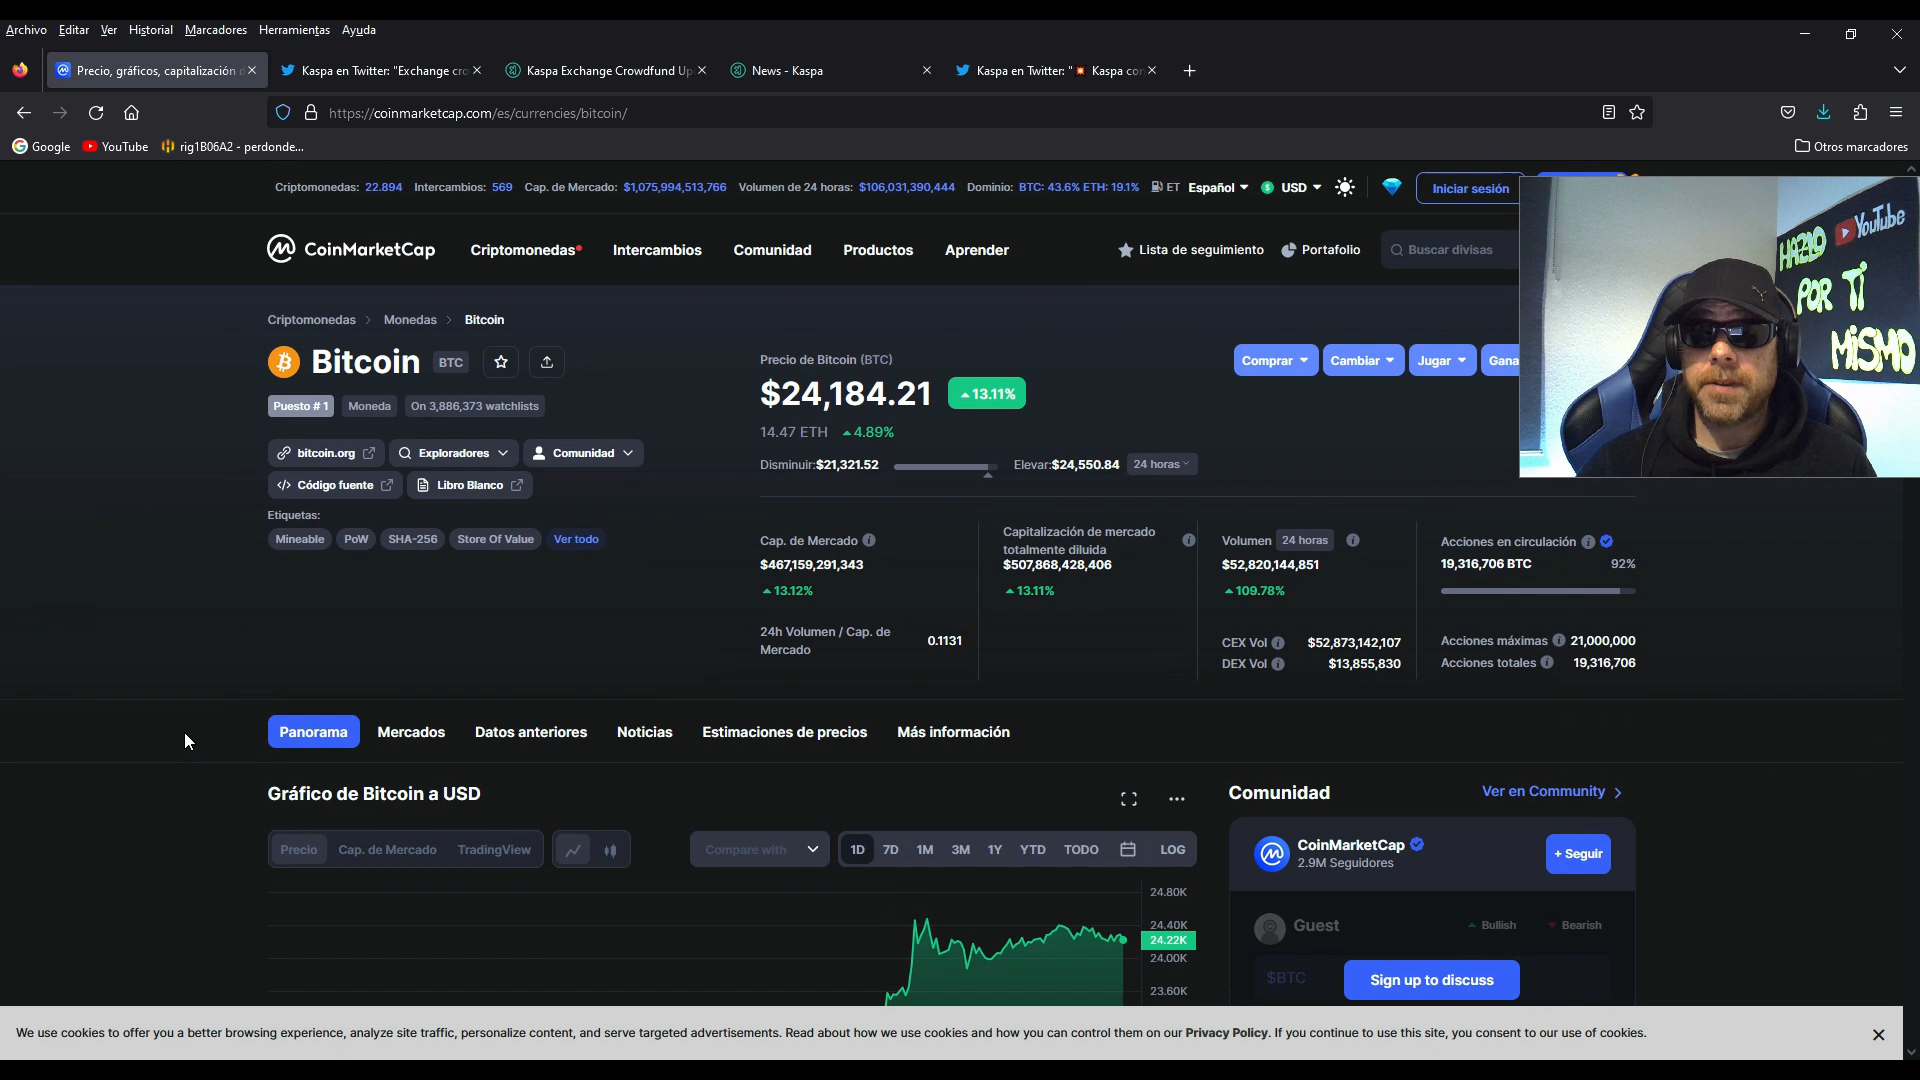 Archivo Editar Ver Historial Marcadores Herramientas Ayuda
Precio, gráficos, capitalización d
Kaspa en Twitter: "Exchange cro
Kaspa Exchange Crowdfund Up
News - Kaspa
Kaspa en Twitter: "💥 Kaspa con
https://coinmarketcap.com/es/currencies/bitcoin/
Google YouTube rig1B06A2 - perdonde... Otros marcadores
Criptomonedas: 22.894 Intercambios: 569 Cap. de Mercado: $1,075,994,513,766 Volumen de 24 horas: $106,031,390,444 Dominio: BTC: 43.6% ETH: 19.1% ET Español USD Iniciar sesión
CoinMarketCap Criptomonedas Intercambios Comunidad Productos Aprender Lista de seguimiento Portafolio Buscar divisas
YouTube
HAZLO
POR TI
MISMO
Criptomonedas > Monedas > Bitcoin
Bitcoin BTC
Puesto # 1 Moneda On 3,886,373 watchlists
bitcoin.org Exploradores Comunidad
Código fuente Libro Blanco
Etiquetas:
Mineable PoW SHA-256 Store Of Value Ver todo
Precio de Bitcoin (BTC)
$24,184.21 13.11%
14.47 ETH 4.89%
Disminuir:$21,321.52 Elevar:$24,550.84 24 horas
Comprar Cambiar Jugar Gana
Cap. de Mercado
$467,159,291,343
13.12%
24h Volumen / Cap. de
Mercado
0.1131
Capitalización de mercado
totalmente diluida
$507,868,428,406
13.11%
Volumen 24 horas
$52,820,144,851
109.78%
CEX Vol $52,873,142,107
DEX Vol $13,855,830
Acciones en circulación
19,316,706 BTC 92%
Acciones máximas 21,000,000
Acciones totales 19,316,706
Panorama Mercados Datos anteriores Noticias Estimaciones de precios Más información
Gráfico de Bitcoin a USD
Precio Cap. de Mercado TradingView Compare with 1D 7D 1M 3M 1Y YTD TODO LOG
24.80K
24.40K
24.22K
24.00K
23.60K
Comunidad Ver en Community
CoinMarketCap
2.9M Seguidores
+ Seguir
Guest Bullish Bearish
$BTC
Sign up to discuss
We use cookies to offer you a better browsing experience, analyze site traffic, personalize content, and serve targeted advertisements. Read about how we use cookies and how you can control them on our Privacy Policy. If you continue to use this site, you consent to our use of cookies.